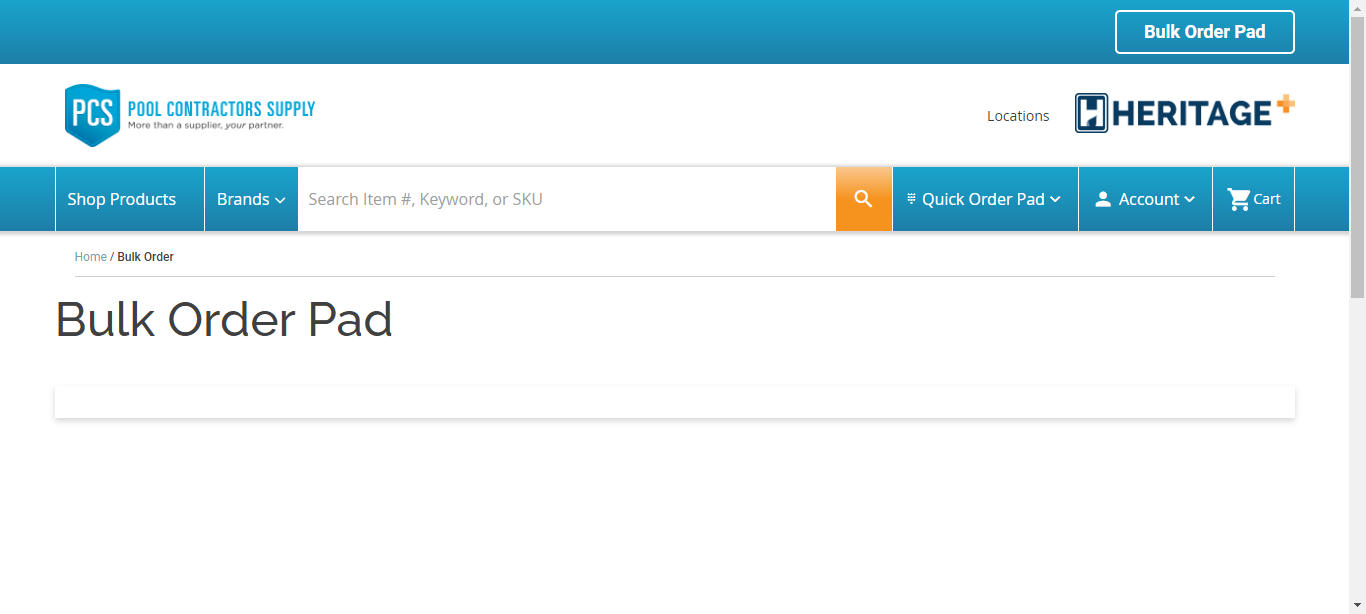 Bulk Order Pad
PCS POOL CONTRACTORS SUPPLY
More than a supplier, your partner.
Locations
HERITAGE+
Shop Products
Brands
Search Item #, Keyword, or SKU
Quick Order Pad
Account
Cart
Home / Bulk Order
Bulk Order Pad